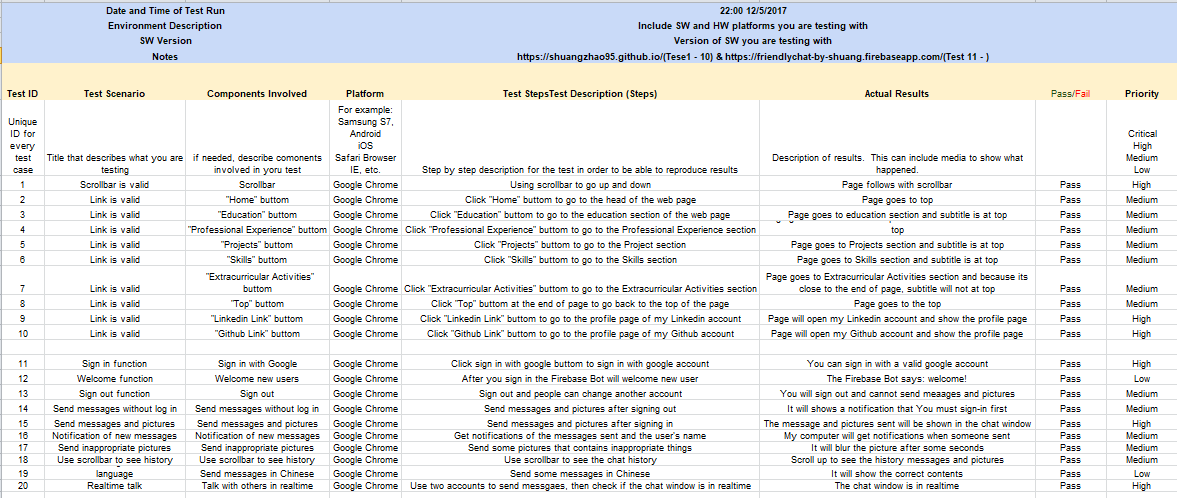 Date and Time of Test Run 22:00 12/5/2017
Environment Description Include SW and HW platforms you are testing with
SW Version Version of SW you are testing with
Notes https://shuangzhao95.github.io/(Tese1 - 10) & https://friendlychat-by-shuang.firebaseapp.com/(Test 11 - )
Test ID Test Scenario Components Involved Platform Test StepsTest Description (Steps) Actual Results Pass/Fail Priority
Unique
ID for
every
test
case
Title that describes what you are
testing
if needed, describe comonents
involved in yoru test
For example:
Samsung S7,
Android
iOS
Safari Browser
IE, etc.
Step by step description for the test in order to be able to reproduce results
Description of results. This can include media to show what
happened.
Critical
High
Medium
Low
1 Scrollbar is valid Scrollbar Google Chrome Using scrollbar to go up and down Page follows with scrollbar Pass High
2 Link is valid "Home" buttom Google Chrome Click "Home" buttom to go to the head of the web page Page goes to top Pass Medium
3 Link is valid "Education" buttom Google Chrome Click "Education" buttom to go to the education section of the web page Page goes to education section and subtitle is at top Pass Medium
4 Link is valid "Professional Experience" buttom Google Chrome Click "Professional Experience" buttom to go to the Professional Experience section top Pass Medium
5 Link is valid "Projects" buttom Google Chrome Click "Projects" buttom to go to the Project section Page goes to Projects section and subtitle is at top Pass Medium
6 Link is valid "Skills" buttom Google Chrome Click "Skills" buttom to go to the Skills section Page goes to Skills section and subtitle is at top Pass Medium
"Extracurricular Activities" Page goes to Extracurricular Activities section and because its
7 Link is valid buttom Google Chrome Click "Extracurricular Activities" buttom to go to the Extracurricular Activities section close to the end of page, subtitle will not at top Pass Medium
8 Link is valid "Top" buttom Google Chrome Click "Top" buttom at the end of page to go back to the top of the page Page goes to the top Pass Medium
9 Link is valid "Linkedin Link" buttom Google Chrome Click "Linkedin Link" buttom to go to the profile page of my Linkedin account Page will open my Linkedin account and show the profile page Pass High
10 Link is valid "Github Link" buttom Google Chrome Click "Github Link" buttom to go to the profile page of my Github account Page will open my Github account and show the profile page Pass High
11 Sign in function Sign in with Google Google Chrome Click sign in with google buttom to sign in with google account You can sign in with a valid google account Pass High
12 Welcome function Welcome new users Google Chrome After you sign in the Firebase Bot will welcome new user The Firebase Bot says: welcome! Pass Low
13 Sign out function Sign out Google Chrome Sign out and people can change another account You will sign out and cannot send meaages and pictures Pass Medium
14 Send messages without log in Send messages without log in Google Chrome Send messages and pictures after signing out It will shows a notification that You must sign-in first Pass Medium
15 Send messages and pictures Send messages and pictures Google Chrome Send messages and pictures after signing in The message and pictures sent will be shown in the chat window Pass High
16 Notification of new messages Notification of new messages Google Chrome Get notifications of the messages sent and the user's name My computer will get notifications when someone sent Pass Medium
17 Send inappropriate pictures Send inappropriate pictures Google Chrome Send some pictures that contains inappropriate things It will blur the picture after some seconds Pass Medium
18 Use scrollbar to see history Use scrollbar to see history Google Chrome Use scrollbar to see the chat history Scroll up to see the history messages and pictures Pass Medium
19 language Send messages in Chinese Google Chrome Send some messages in Chinese It will show the correct contents Pass Low
20 Realtime talk Talk with others in realtime Google Chrome Use two accounts to send messgaes, then check if the chat window is in realtime The chat window is in realtime Pass High